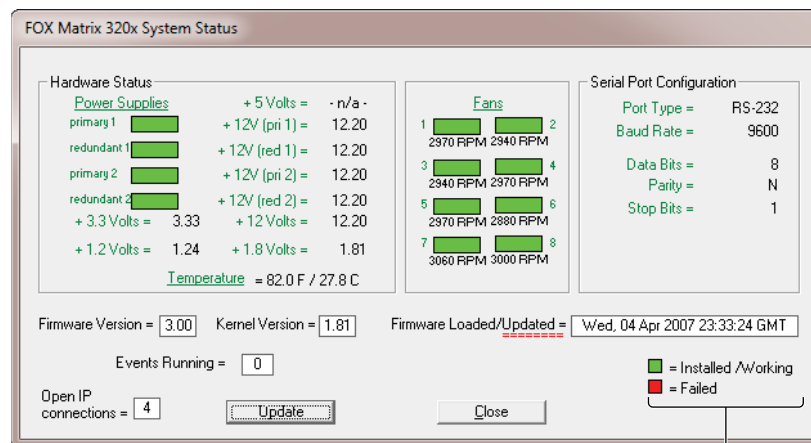 FOX Matrix 320x System Status
Hardware Status
Power Supplies
+ 5 Volts = - n/a -
primary 1
+ 12V (pri 1) = 12.20
redundant 1
+ 12V (red 1) = 12.20
primary 2
+ 12V (pri 2) = 12.20
redundant 2
+ 12V (red 2) = 12.20
+ 3.3 Volts = 3.33
+ 12 Volts = 12.20
+ 1.2 Volts = 1.24
+ 1.8 Volts = 1.81
Temperature = 82.0 F / 27.8 C
Fans
1 2
2970 RPM 2940 RPM
3 4
2940 RPM 2970 RPM
5 6
2970 RPM 2880 RPM
7 8
3060 RPM 3000 RPM
Serial Port Configuration
Port Type = RS-232
Baud Rate = 9600
Data Bits = 8
Parity = N
Stop Bits = 1
Firmware Version = 3.00
Kernel Version = 1.81
Firmware Loaded/Updated = Wed, 04 Apr 2007 23:33:24 GMT
Events Running = 0
= Installed /Working
= Failed
Open IP
connections = 4
Update
Close